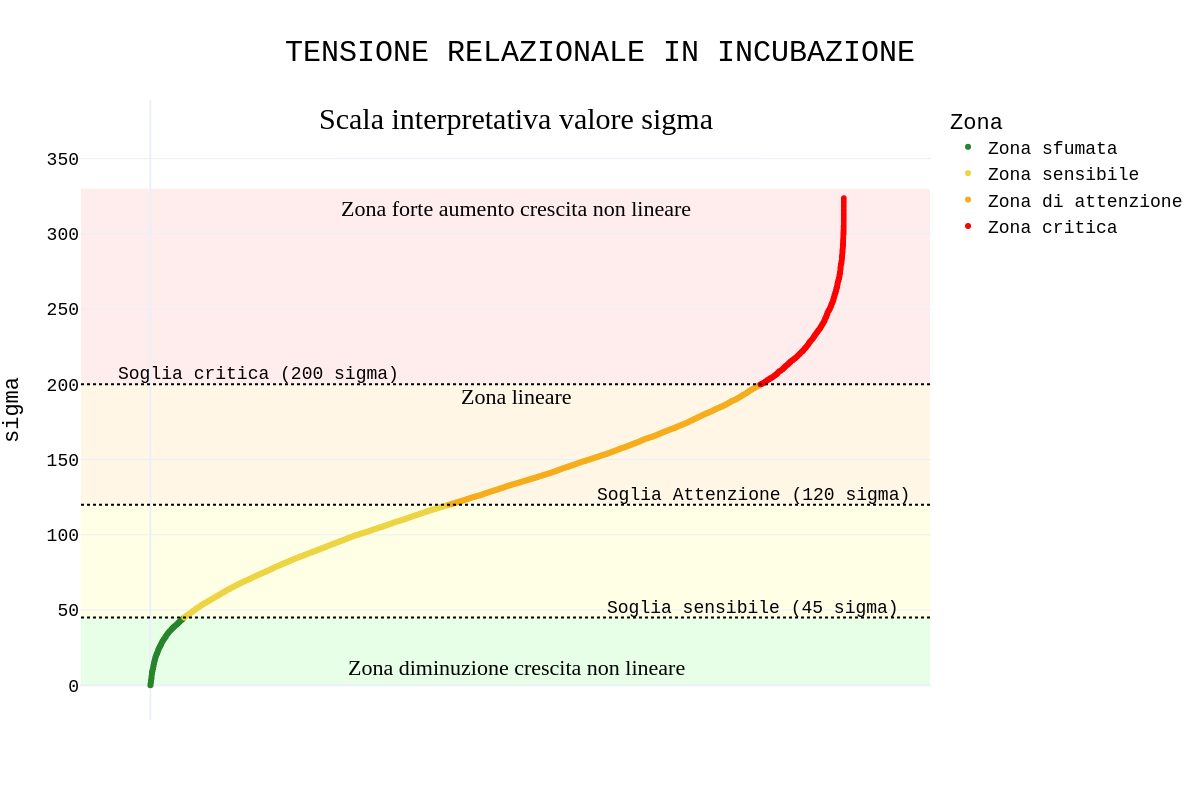 TENSIONE RELAZIONALE IN INCUBAZIONE
Scala interpretativa valore sigma
Zona
Zona sfumata
Zona sensibile
Zona di attenzione
Zona critica
350
Zona forte aumento crescita non lineare
300
250
Soglia critica (200 sigma)
200
Zona lineare
sigma
150
Soglia Attenzione (120 sigma)
100
Soglia sensibile (45 sigma)
50
Zona diminuzione crescita non lineare
0